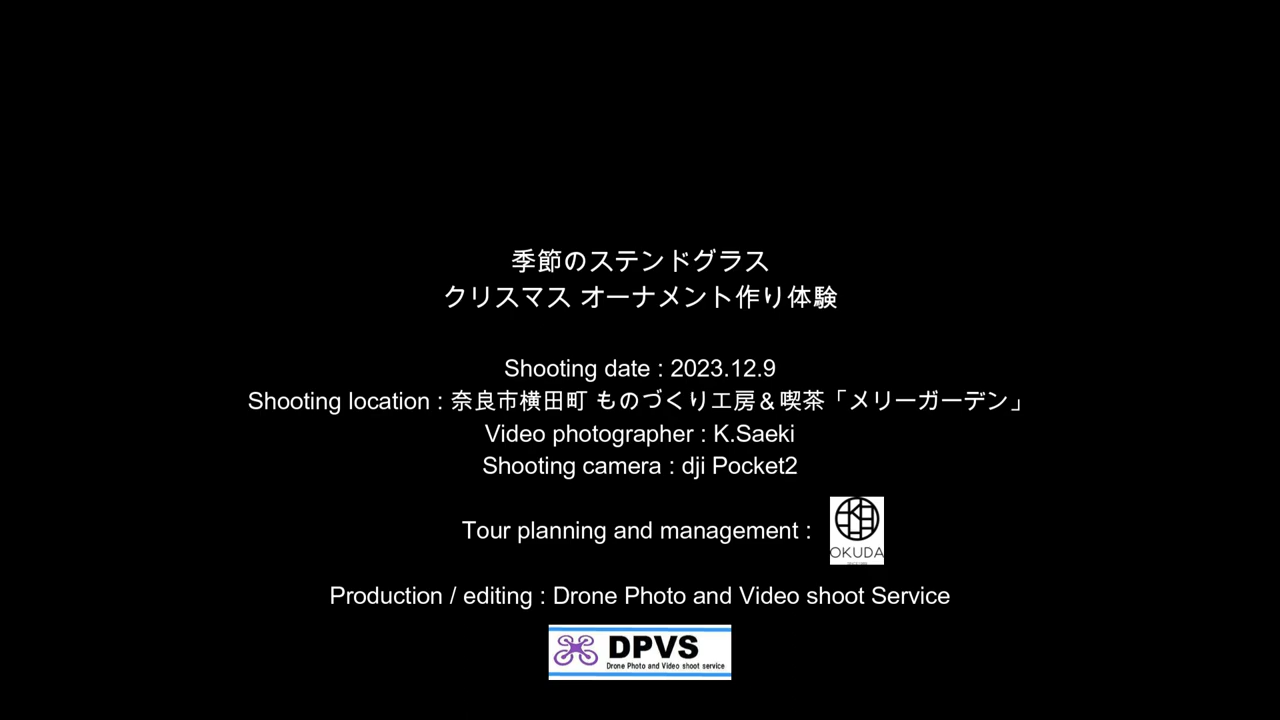 季節のステンドグラス
クリスマス オーナメント作り体験
Shooting date : 2023.12.9
Shooting location : 奈良市横田町 ものづくり工房＆喫茶「メリーガーデン」
Video photographer : K.Saeki
Shooting camera : dji Pocket2
Tour planning and management :
OKUDA
Production / editing : Drone Photo and Video shoot Service
DPVS
Drone Photo and Video shoot service